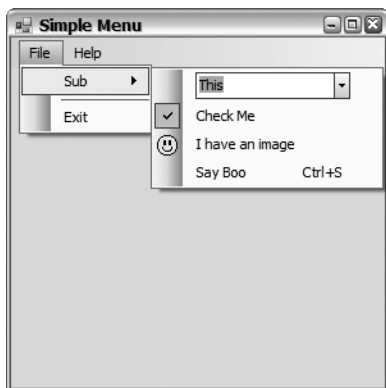 Simple Menu
File Help
Sub This
Check Me
Exit
I have an image
Say Boo Ctrl+S